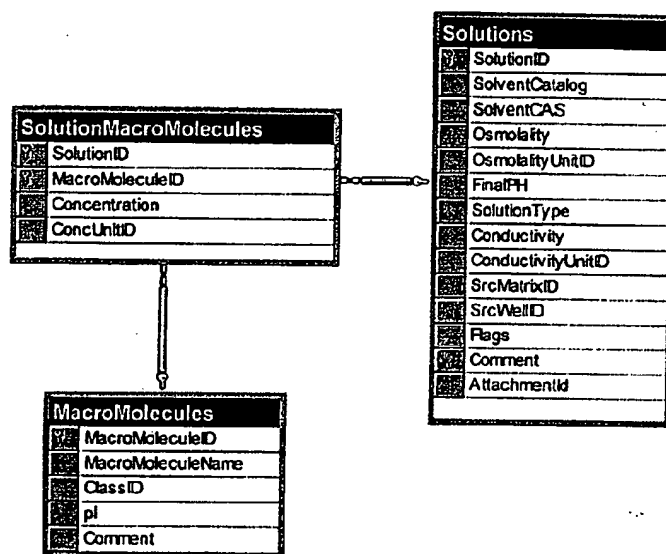 Solutions
SolutionID
SolventCatalog
SolventCAS
Osmolality
OsmolalityUnitID
FinalPH
SolutionType
Conductivity
ConductivityUnitID
SrcMatrixID
SrcWellID
Flags
Comment
AttachmentId
SolutionMacroMolecules
SolutionID
MacroMoleculeID
Concentration
ConcUnitID
MacroMolecules
MacroMoleculeID
MacroMoleculeName
ClassID
pI
Comment